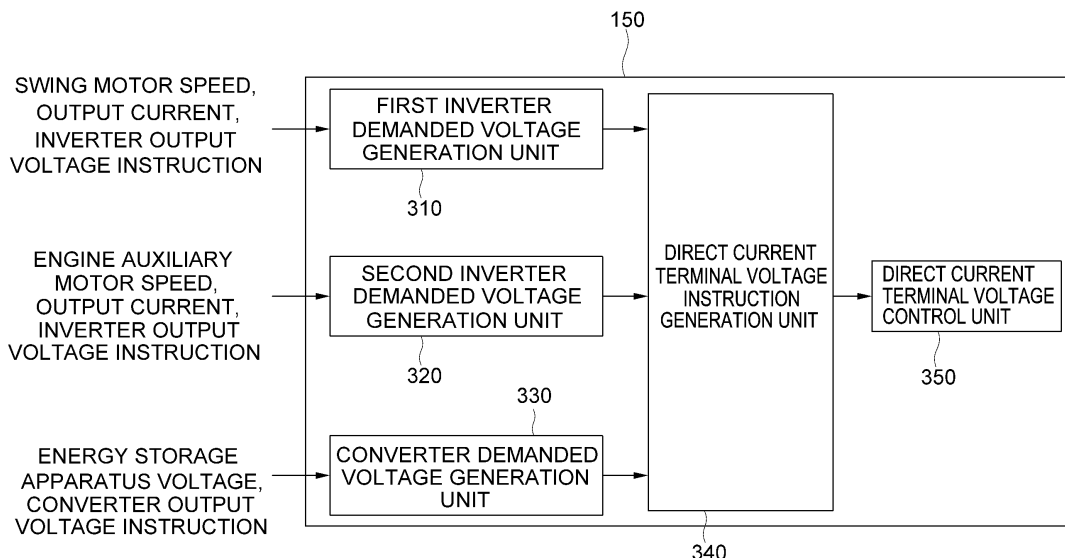 150
SWING MOTOR SPEED,
OUTPUT CURRENT,
INVERTER OUTPUT
VOLTAGE INSTRUCTION
FIRST INVERTER
DEMANDED VOLTAGE
GENERATION UNIT
310
ENGINE AUXILIARY
MOTOR SPEED,
OUTPUT CURRENT,
INVERTER OUTPUT
VOLTAGE INSTRUCTION
SECOND INVERTER
DEMANDED VOLTAGE
GENERATION UNIT
320
ENERGY STORAGE
APPARATUS VOLTAGE,
CONVERTER OUTPUT
VOLTAGE INSTRUCTION
330
CONVERTER DEMANDED
VOLTAGE GENERATION
UNIT
DIRECT CURRENT
TERMINAL VOLTAGE
INSTRUCTION
GENERATION UNIT
340
DIRECT CURRENT
TERMINAL VOLTAGE
CONTROL UNIT
350